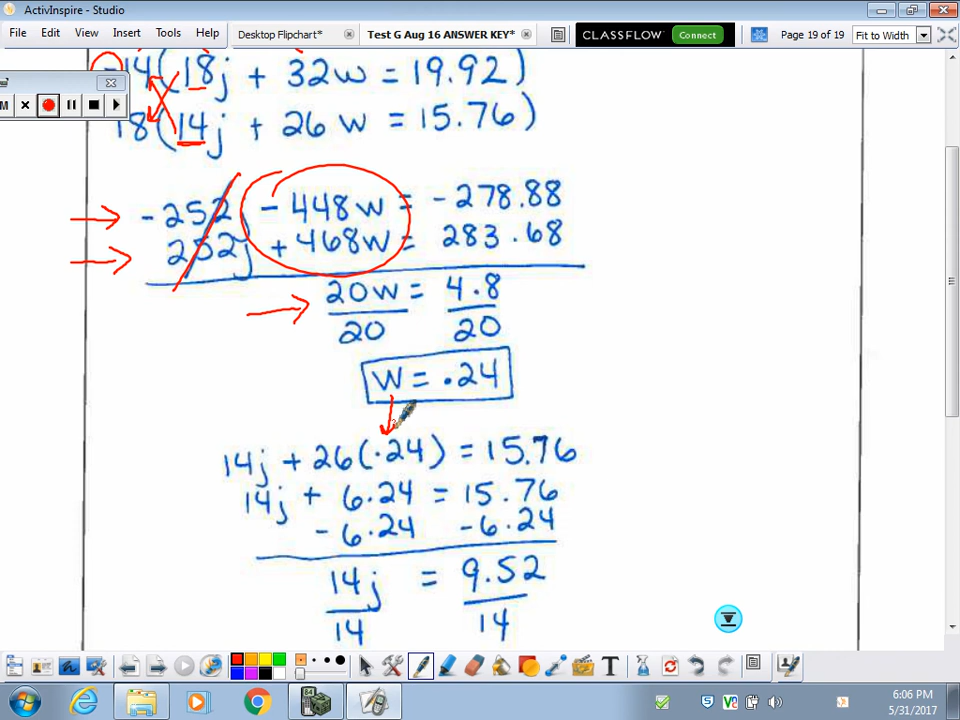 ActivInspire - Studio
File Edit View Insert Tools Desktop Flipchart* Test G Aug 16 ANSWER KEY* CLASSFLOW™ Connect Page 19 of 19 Fit to Width
-14(18j + 32w = 19.92)
M
18(14j + 26w = 15.76)
-252j - 448w = -278.88
252j + 468w = 283.68
20w = 4.8
20 20
w = .24
14j + 26(.24) = 15.76
14j + 6.24 = 15.76
- 6.24 - 6.24
14j = 9.52
14 14
T
6:06 PM
5/31/2017